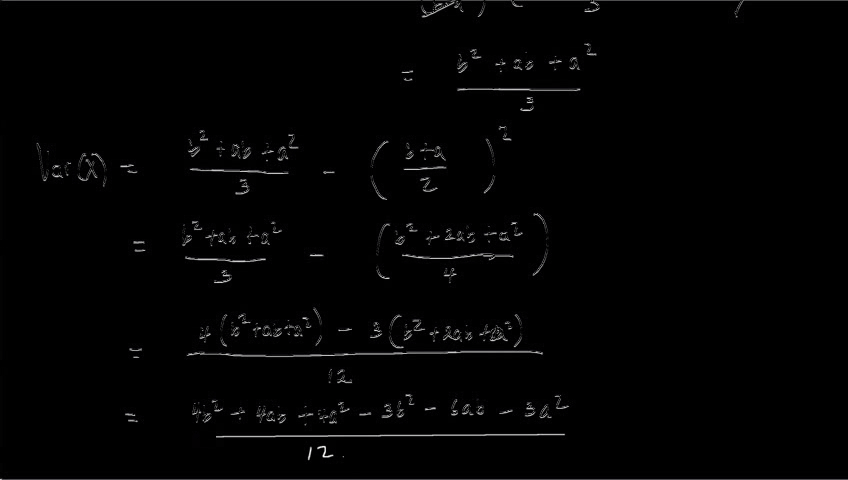 3
= b² + ab + a² / 3
Var(X) = b² + ab + a² / 3 - ( b+a / 2 )²
= b² + ab + a² / 3 - ( b² + 2ab + a² / 4 )
= 4(b² + ab + a²) - 3(b² + 2ab + a²) / 12
= 4b² + 4ab + 4a² - 3b² - 6ab - 3a² / 12.